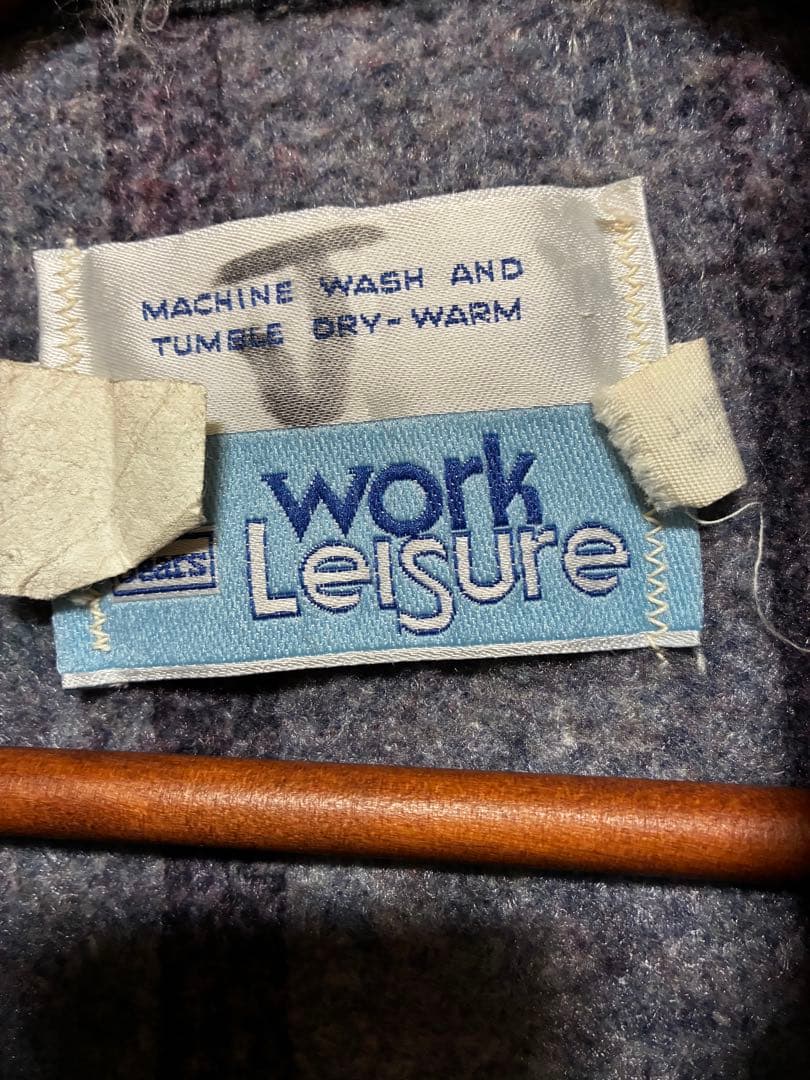 J
MACHINE WASH AND
TUMBLE DRY-WARM
work
Sears
Leisure